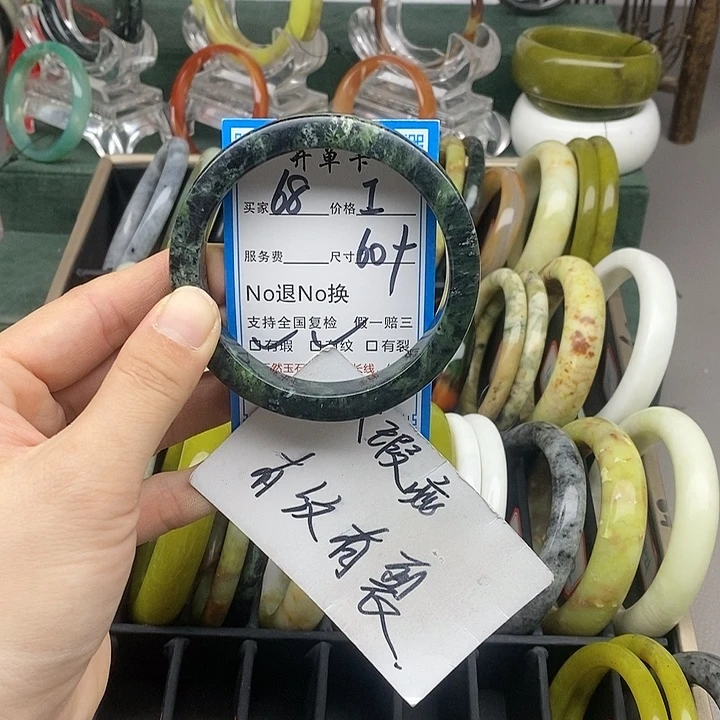 开单卡
买家 68 价格 1
服务费 尺寸 60+
No退No换
支持全国复检 假一赔三
有瑕 有纹 有裂
瑕疵
有纹有裂.